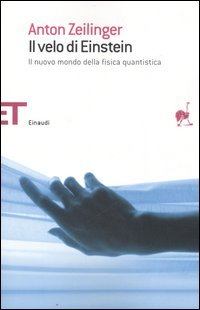 Anton Zeilinger
Il velo di Einstein
Il nuovo mondo della fisica quantistica
ET
Einaudi